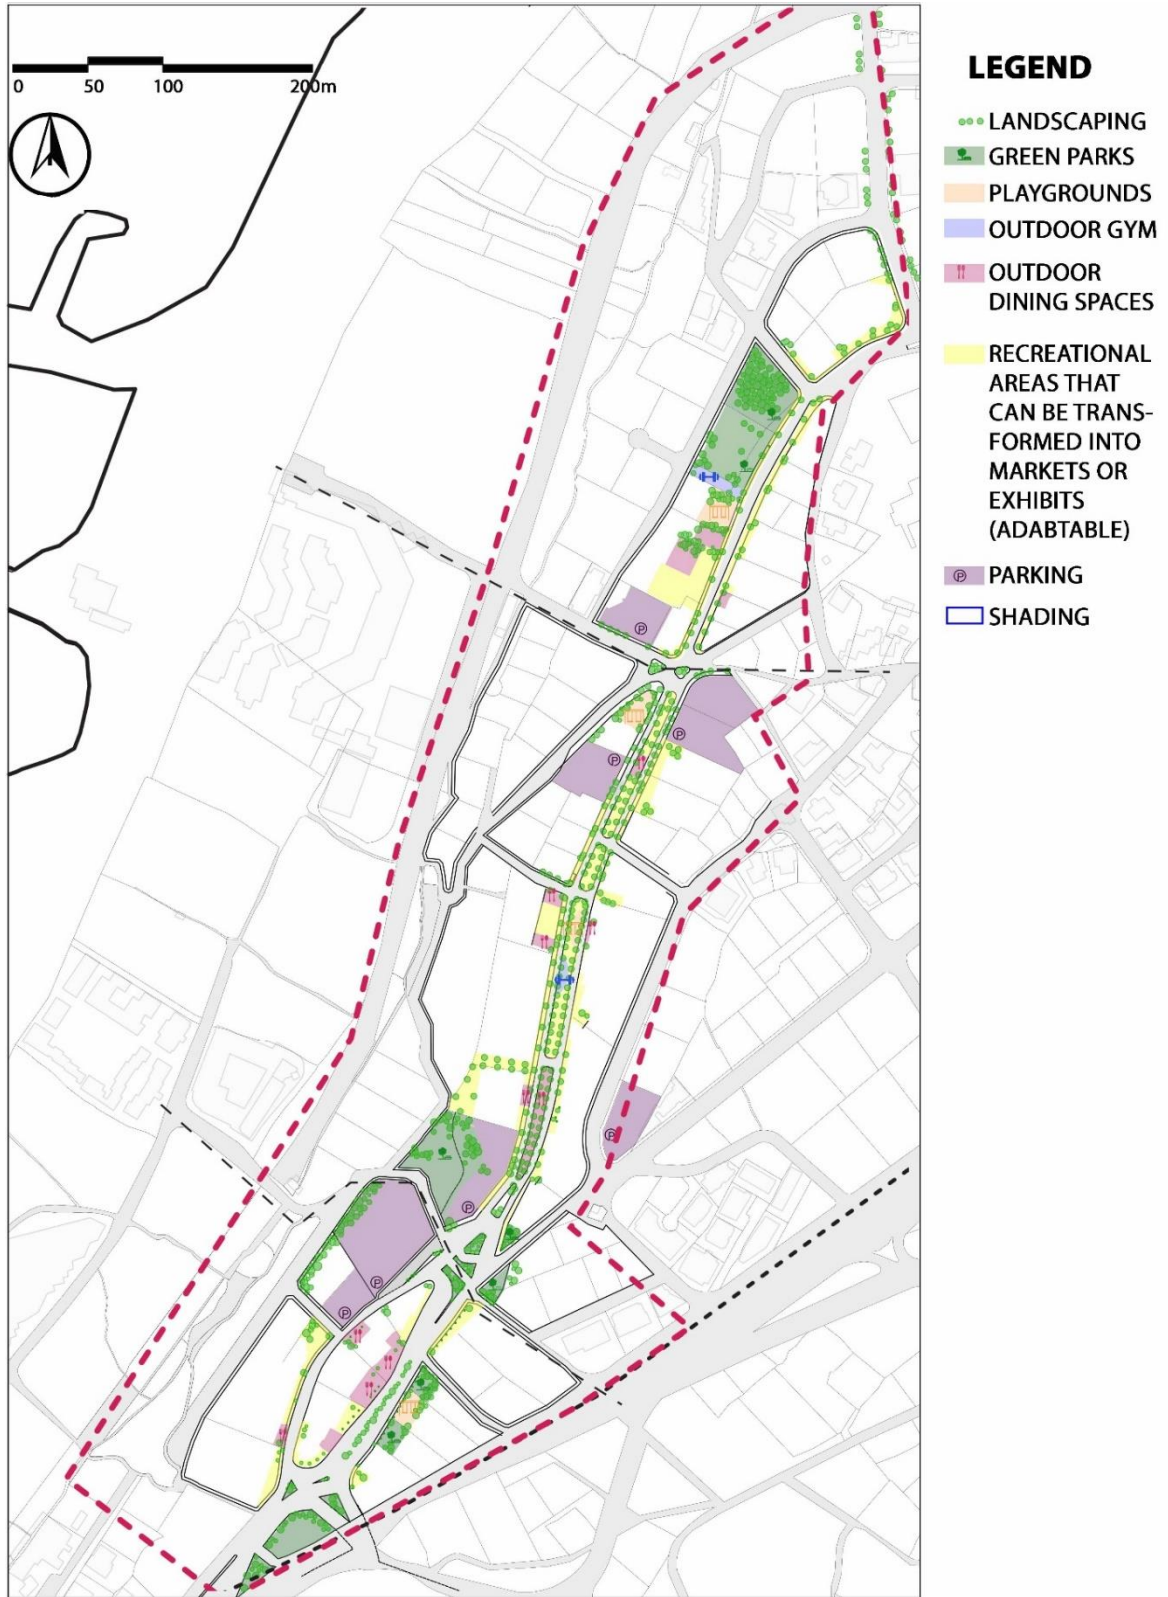 LEGEND
0 50 100 200m
LANDSCAPING
GREEN PARKS
PLAYGROUNDS
OUTDOOR GYM
OUTDOOR
DINING SPACES
RECREATIONAL
AREAS THAT
CAN BE TRANS-
FORMED INTO
MARKETS OR
EXHIBITS
(ADABTABLE)
P PARKING
SHADING
P
P
P
P
P
P
P